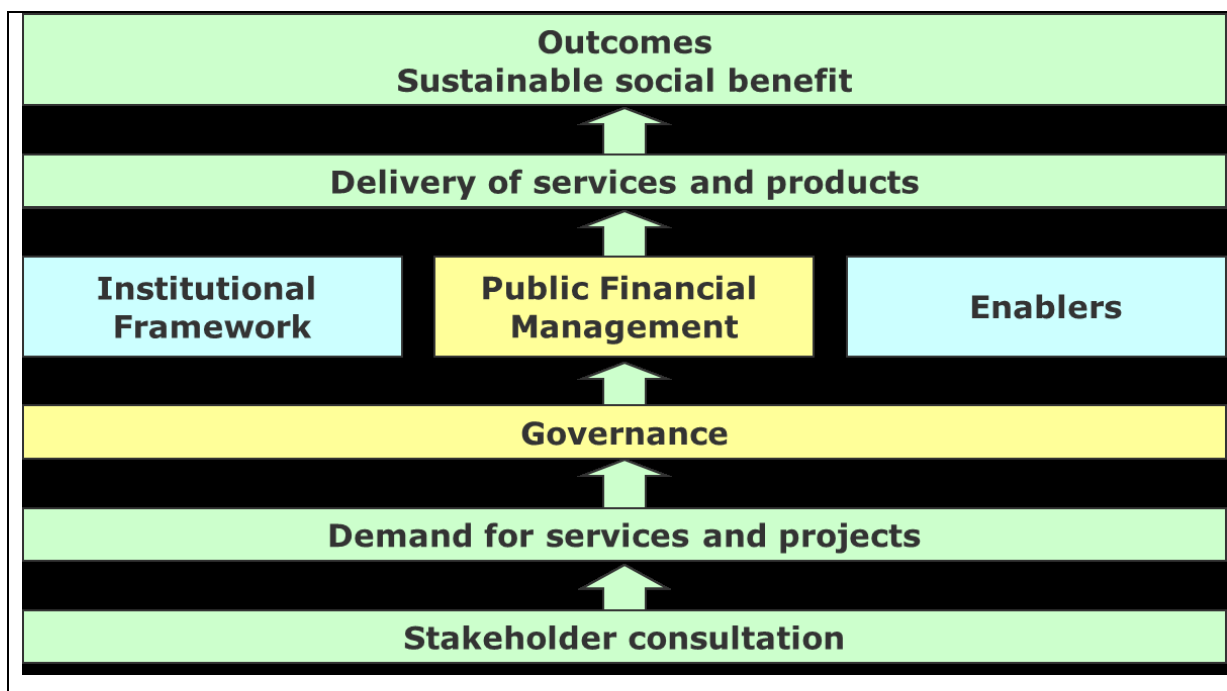 Outcomes
Sustainable social benefit
Delivery of services and products
Institutional
Framework
Public Financial
Management
Enablers
Governance
Demand for services and projects
Stakeholder consultation